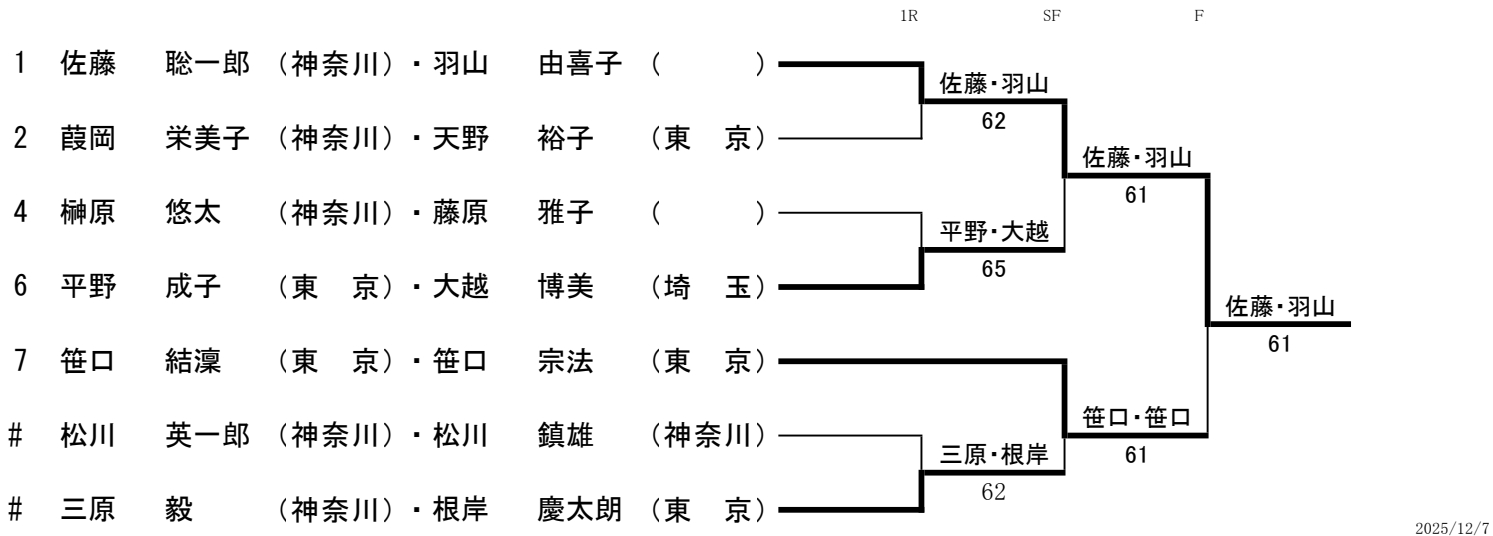 1R SF F
1 佐藤 聡一郎 (神奈川)・羽山 由喜子 ( )
佐藤・羽山
62
2 葭岡 栄美子 (神奈川)・天野 裕子 (東 京)
佐藤・羽山
61
4 榊原 悠太 (神奈川)・藤原 雅子 ( )
平野・大越
65
6 平野 成子 (東 京)・大越 博美 (埼 玉)
佐藤・羽山
61
7 笹口 結凜 (東 京)・笹口 宗法 (東 京)
笹口・笹口
61
# 松川 英一郎 (神奈川)・松川 鎮雄 (神奈川)
三原・根岸
62
# 三原 毅 (神奈川)・根岸 慶太朗 (東 京)
2025/12/7